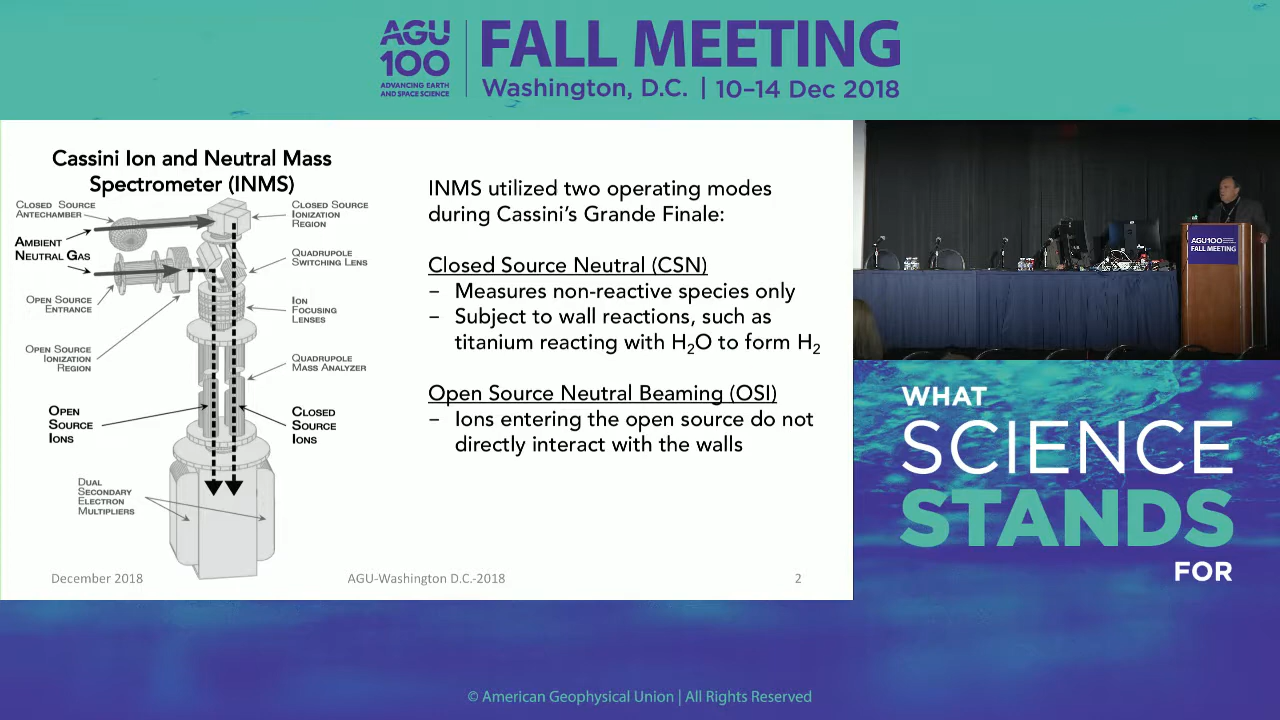 AGU
100
ADVANCING EARTH
AND SPACE SCIENCE
FALL MEETING
Washington, D.C. | 10–14 Dec 2018
Cassini Ion and Neutral Mass
Spectrometer (INMS)
CLOSED SOURCE
ANTECHAMBER
CLOSED SOURCE
IONIZATION
REGION
AMBIENT
NEUTRAL GAS
QUADRUPOLE
SWITCHING LENS
OPEN SOURCE
ENTRANCE
ION
FOCUSING
LENSES
OPEN SOURCE
IONIZATION
REGION
QUADRUPOLE
MASS ANALYZER
OPEN
SOURCE
IONS
CLOSED
SOURCE
IONS
DUAL
SECONDARY
ELECTRON
MULTIPLIERS
INMS utilized two operating modes
during Cassini's Grande Finale:
Closed Source Neutral (CSN)
– Measures non-reactive species only
– Subject to wall reactions, such as
titanium reacting with H2O to form H2
Open Source Neutral Beaming (OSI)
– Ions entering the open source do not
directly interact with the walls
December 2018
AGU-Washington D.C.-2018
2
AGU100
FALL MEETING
WHAT
SCIENCE
STANDS
FOR
© American Geophysical Union | All Rights Reserved